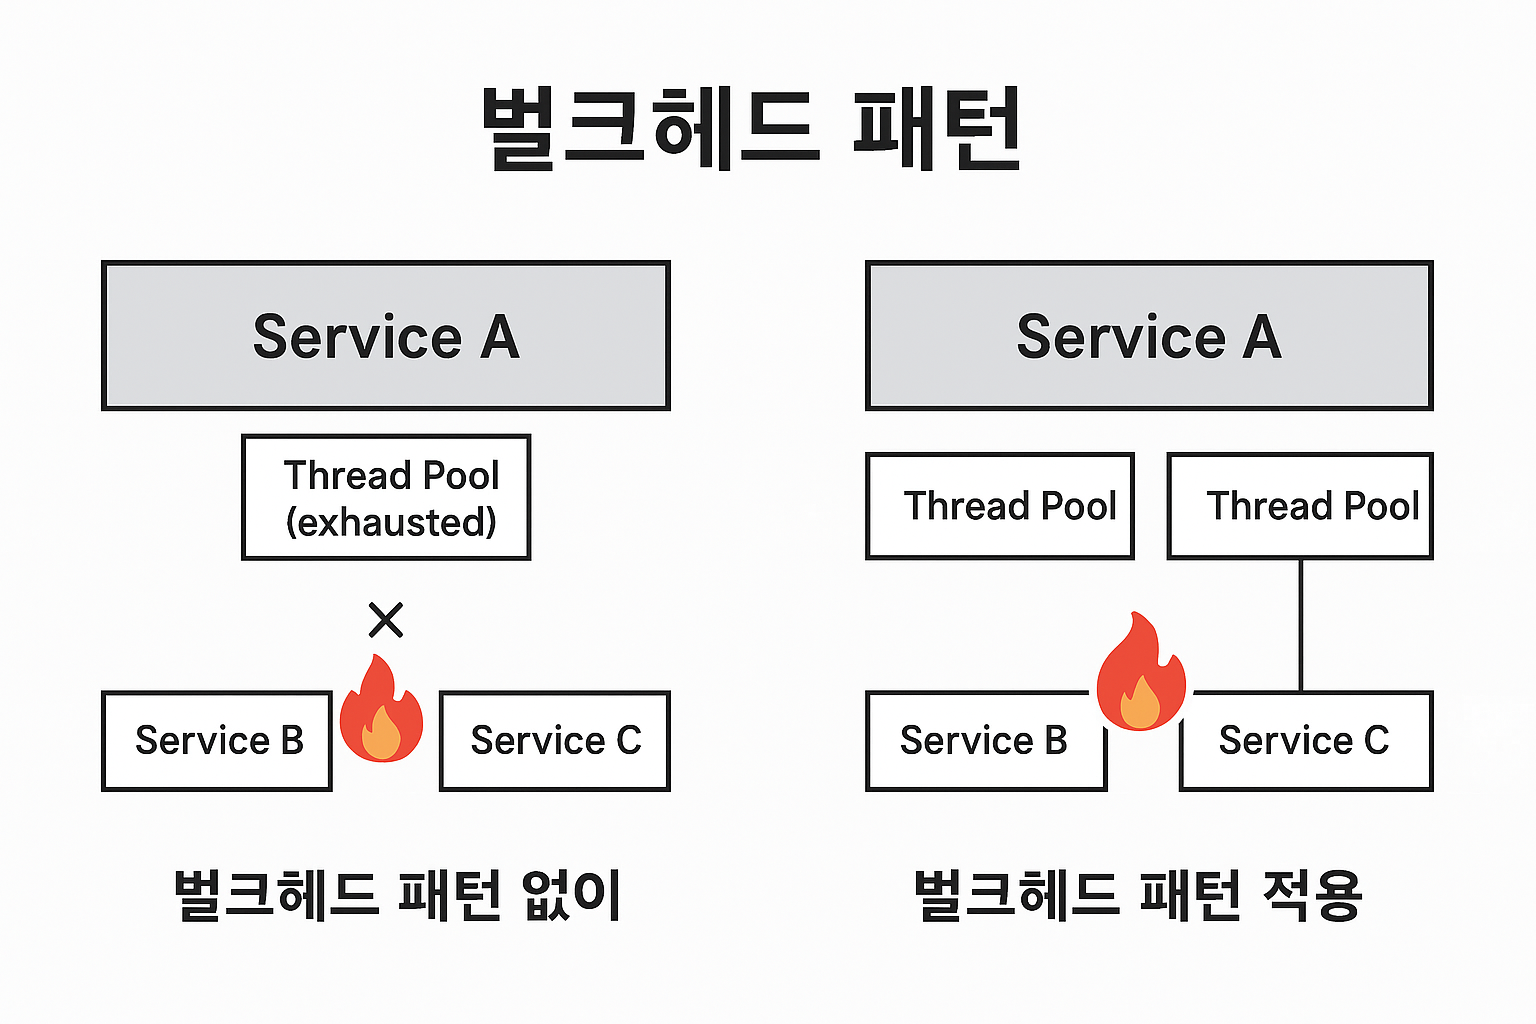 벌크헤드 패턴
Service A
Thread Pool
(exhausted)
×
Service B
Service C
벌크헤드 패턴 없이
Service A
Thread Pool
Thread Pool
Service B
Service C
벌크헤드 패턴 적용